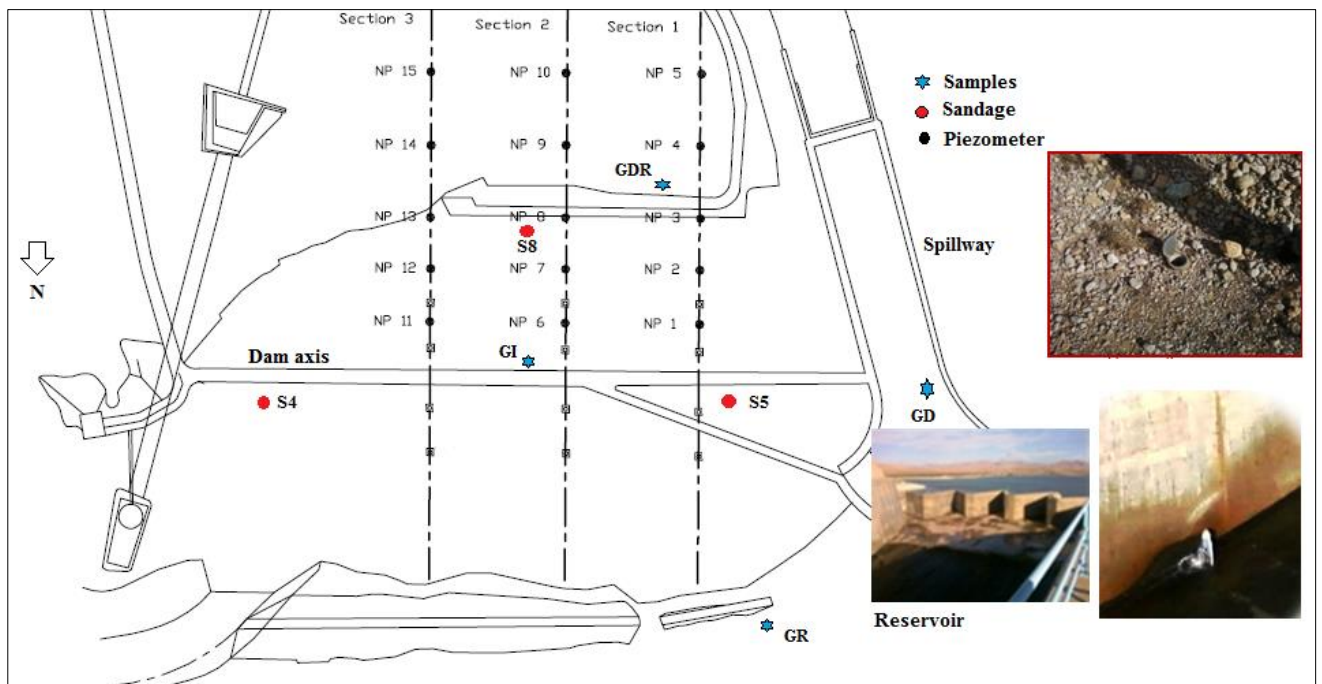 Section 3
Section 2
Section 1
NP 15
NP 10
NP 5
Samples
Sandage
Piezometer
NP 14
NP 9
NP 4
GDR
NP 13
NP 8
NP 3
S8
Spillway
N
NP 12
NP 7
NP 2
NP 11
NP 6
NP 1
GI
Dam axis
S4
S5
GD
Reservoir
GR